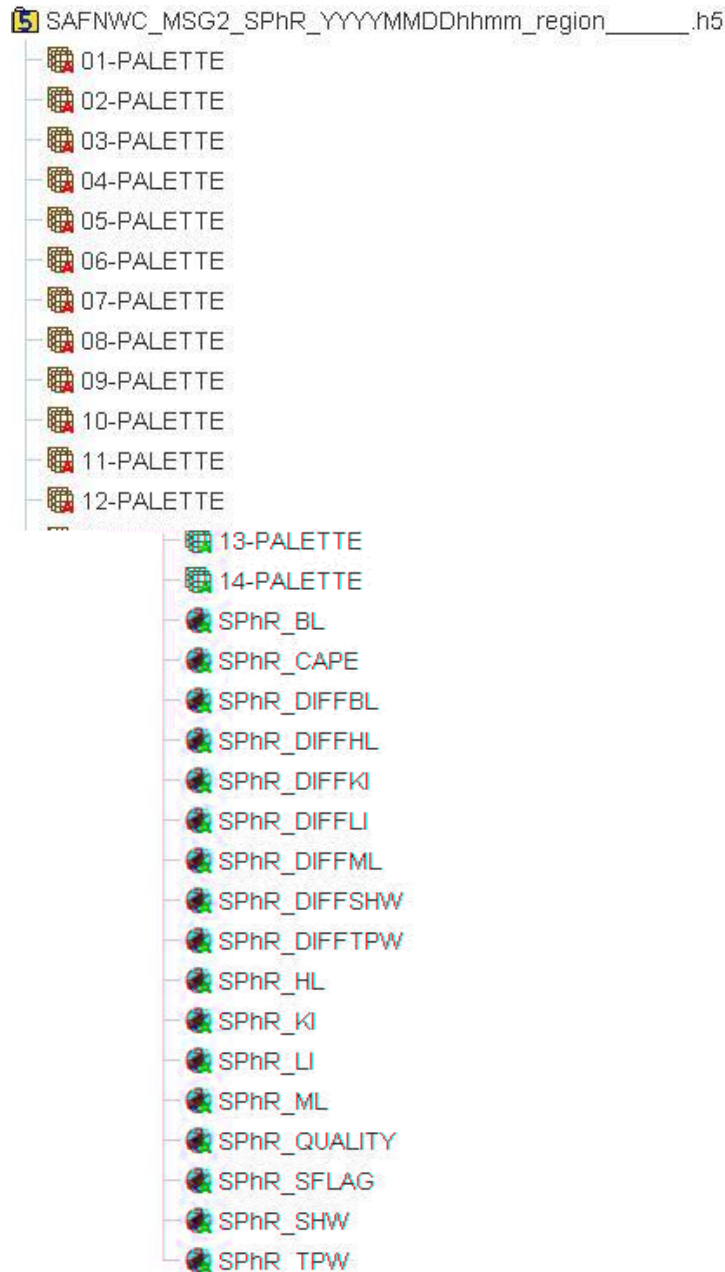 SAFNWC_MSG2_SPhR_YYYYMMDDhhmm_region_______.h5
01-PALETTE
02-PALETTE
03-PALETTE
04-PALETTE
05-PALETTE
06-PALETTE
07-PALETTE
08-PALETTE
09-PALETTE
10-PALETTE
11-PALETTE
12-PALETTE
13-PALETTE
14-PALETTE
SPhR_BL
SPhR_CAPE
SPhR_DIFFBL
SPhR_DIFFHL
SPhR_DIFFKI
SPhR_DIFFLI
SPhR_DIFFML
SPhR_DIFFSHW
SPhR_DIFFTPW
SPhR_HL
SPhR_KI
SPhR_LI
SPhR_ML
SPhR_QUALITY
SPhR_SFLAG
SPhR_SHW
SPhR_TPW